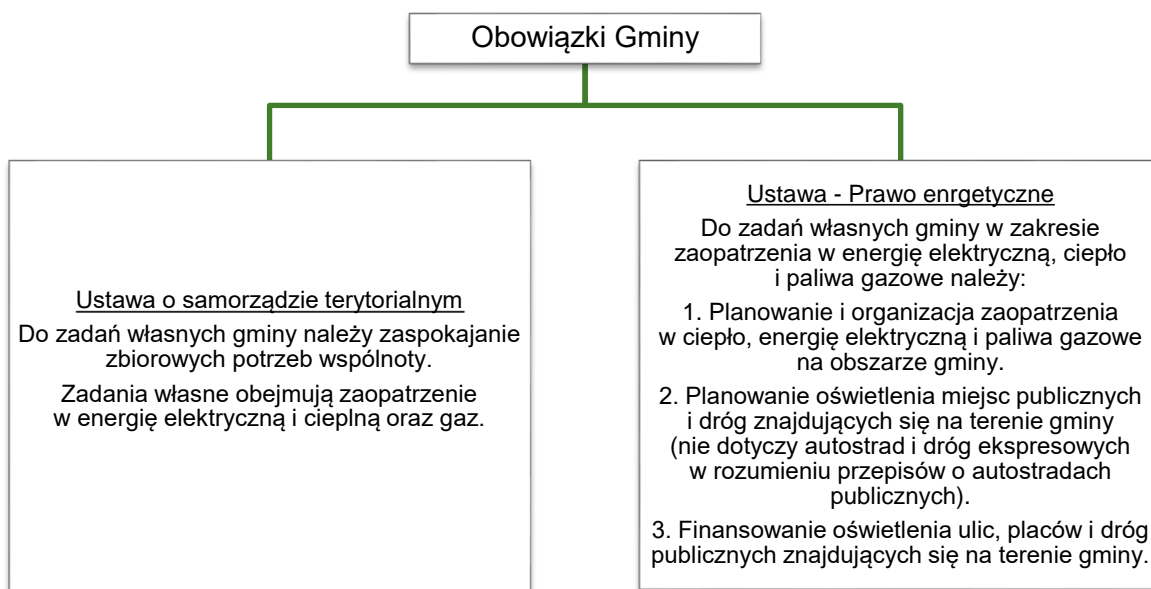 Obowiązki Gminy
Ustawa o samorządzie terytorialnym
Do zadań własnych gminy należy zaspokajanie
zbiorowych potrzeb wspólnoty.
Zadania własne obejmują zaopatrzenie
w energię elektryczną i cieplną oraz gaz.
Ustawa - Prawo enrgetyczne
Do zadań własnych gminy w zakresie
zaopatrzenia w energię elektryczną, ciepło
i paliwa gazowe należy:
1. Planowanie i organizacja zaopatrzenia
w ciepło, energię elektryczną i paliwa gazowe
na obszarze gminy.
2. Planowanie oświetlenia miejsc publicznych
i dróg znajdujących się na terenie gminy
(nie dotyczy autostrad i dróg ekspresowych
w rozumieniu przepisów o autostradach
publicznych).
3. Finansowanie oświetlenia ulic, placów i dróg
publicznych znajdujących się na terenie gminy.